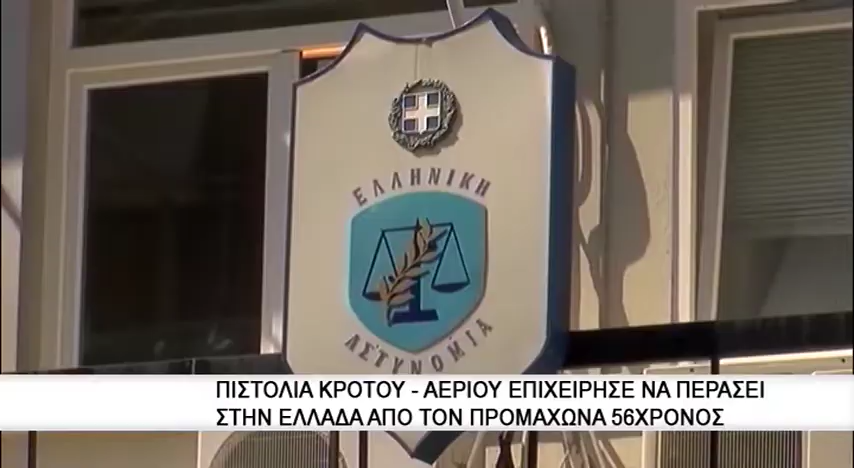 ΕΛΛΗΝΙΚΗ
ΑΣΤΥΝΟΜΙΑ
ΠΙΣΤΟΛΙΑ ΚΡΟΤΟΥ - ΑΕΡΙΟΥ ΕΠΙΧΕΙΡΗΣΕ ΝΑ ΠΕΡΑΣΕΙ
ΣΤΗΝ ΕΛΛΑΔΑ ΑΠΟ ΤΟΝ ΠΡΟΜΑΧΩΝΑ 56ΧΡΟΝΟΣ